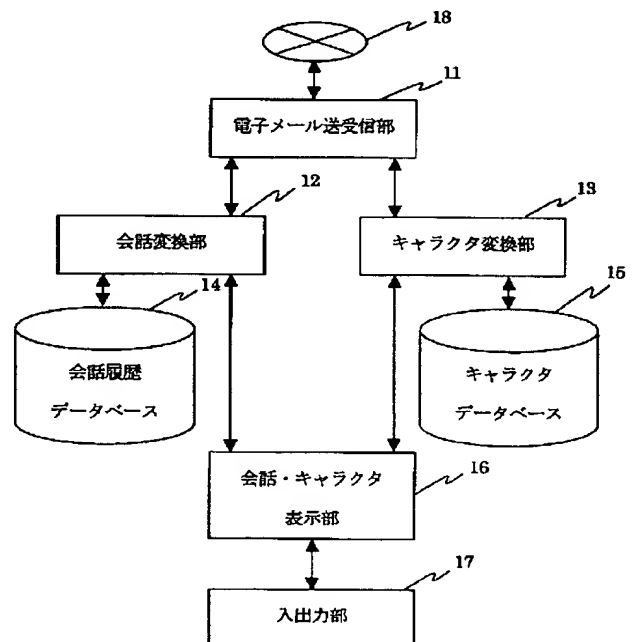 18
11
電子メール送受信部
12
13
会話変換部
キャラクタ変換部
14
15
会話履歴
データベース
キャラクタ
データベース
会話・キャラクタ
表示部
16
17
入出力部